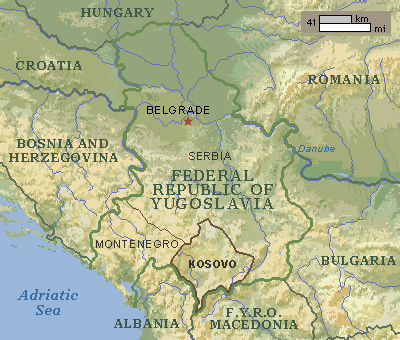 HUNGARY
41 km
mi
CROATIA
ROMANIA
BELGRADE
BOSNIA AND
HERZEGOVINA
Danube
SERBIA
FEDERAL
REPUBLIC OF
YUGOSLAVIA
MONTENEGRO
KOSOVO
BULGARIA
Adriatic
Sea
ALBANIA
F.Y.R.O.
MACEDONIA